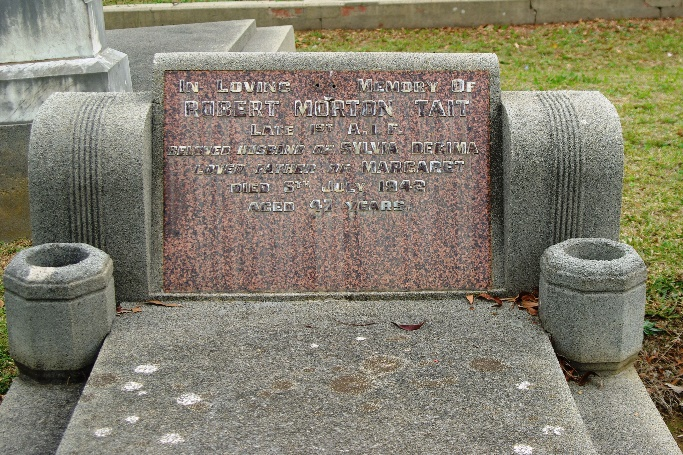 In Loving Memory Of
ROBERT MORTON TAIT
LATE 1ST A.I.F.
BELOVED HUSBAND OF SYLVIA DEKIMA
LOVED FATHER OF MARGARET
DIED 5TH JULY 1943
AGED 47 YEARS.